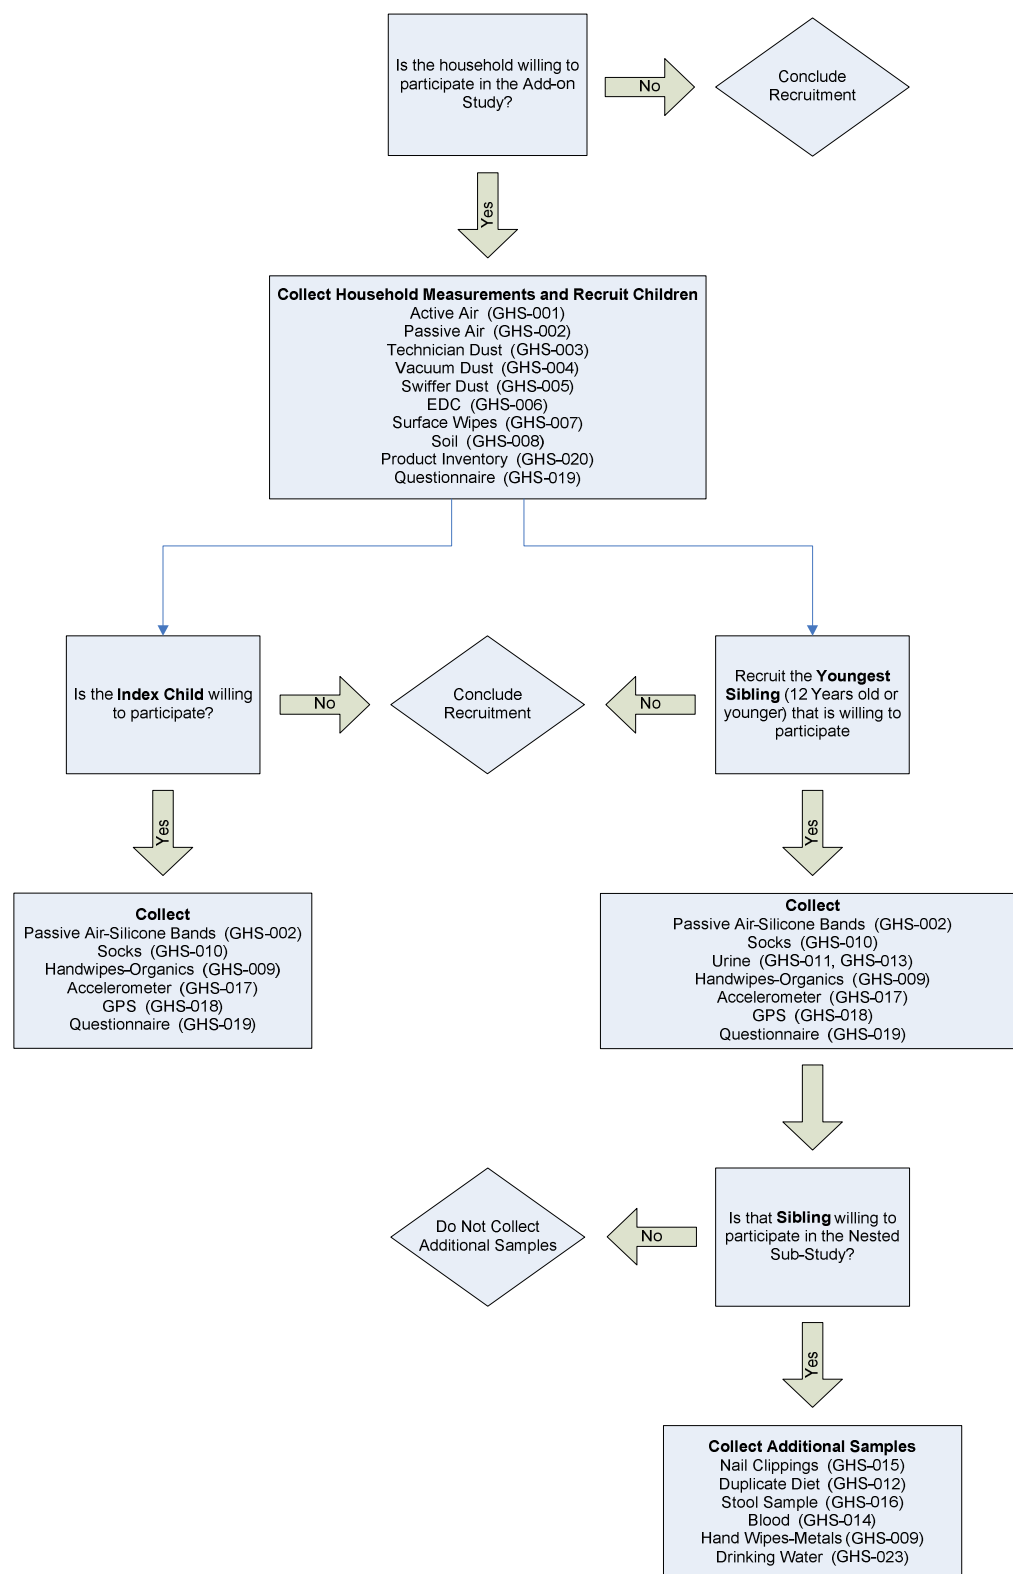 Is the household willing to
participate in the Add-on
Study?
No
Conclude
Recruitment
Yes
Collect Household Measurements and Recruit Children
Active Air (GHS-001)
Passive Air (GHS-002)
Technician Dust (GHS-003)
Vacuum Dust (GHS-004)
Swiffer Dust (GHS-005)
EDC (GHS-006)
Surface Wipes (GHS-007)
Soil (GHS-008)
Product Inventory (GHS-020)
Questionnaire (GHS-019)
Is the Index Child willing
to participate?
No
Conclude
Recruitment
No
Recruit the Youngest
Sibling (12 Years old or
younger) that is willing to
participate
Yes
Yes
Collect
Passive Air-Silicone Bands (GHS-002)
Socks (GHS-010)
Handwipes-Organics (GHS-009)
Accelerometer (GHS-017)
GPS (GHS-018)
Questionnaire (GHS-019)
Collect
Passive Air-Silicone Bands (GHS-002)
Socks (GHS-010)
Urine (GHS-011, GHS-013)
Handwipes-Organics (GHS-009)
Accelerometer (GHS-017)
GPS (GHS-018)
Questionnaire (GHS-019)
Do Not Collect
Additional Samples
No
Is that Sibling willing to
participate in the Nested
Sub-Study?
Yes
Collect Additional Samples
Nail Clippings (GHS-015)
Duplicate Diet (GHS-012)
Stool Sample (GHS-016)
Blood (GHS-014)
Hand Wipes-Metals (GHS-009)
Drinking Water (GHS-023)